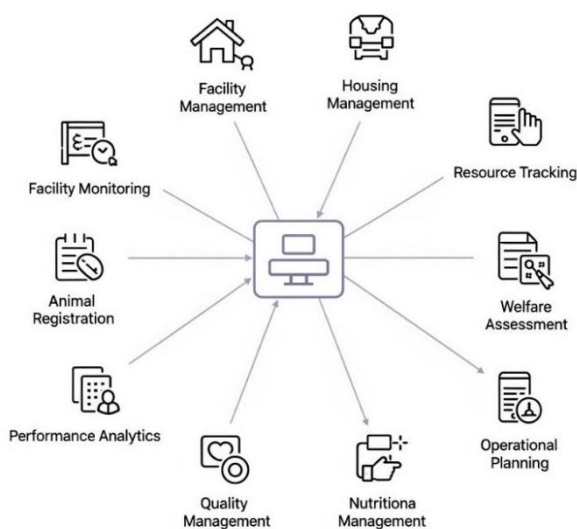 Facility
Management
Housing
Management
Resource Tracking
Facility Monitoring
Animal
Registration
Welfare
Assessment
Performance Analytics
Operational
Planning
Quality
Management
Nutritiona
Management